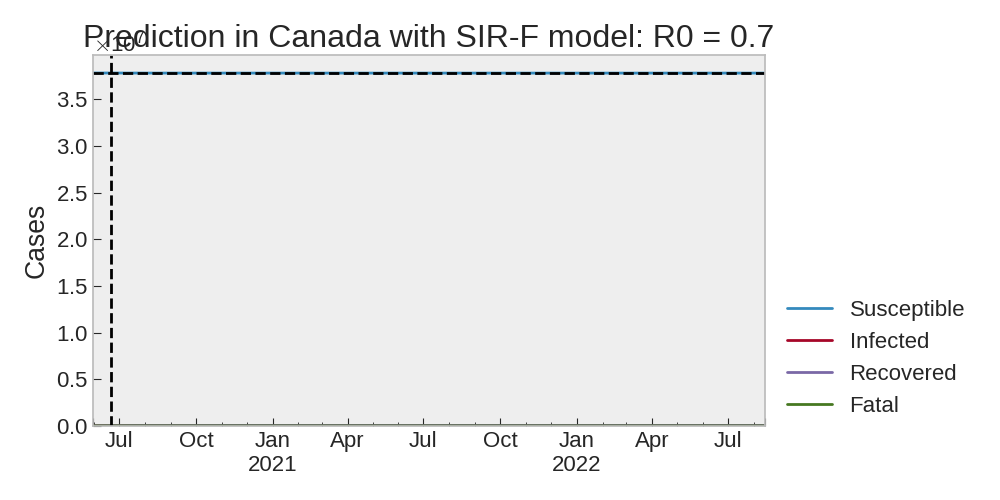 Prediction in Canada with SIR-F model: R0 = 0.7
×10⁷
Cases
3.5
3.0
2.5
2.0
1.5
1.0
0.5
0.0
Jul Oct Jan Apr Jul Oct Jan Apr Jul
2021 2022
Susceptible
Infected
Recovered
Fatal